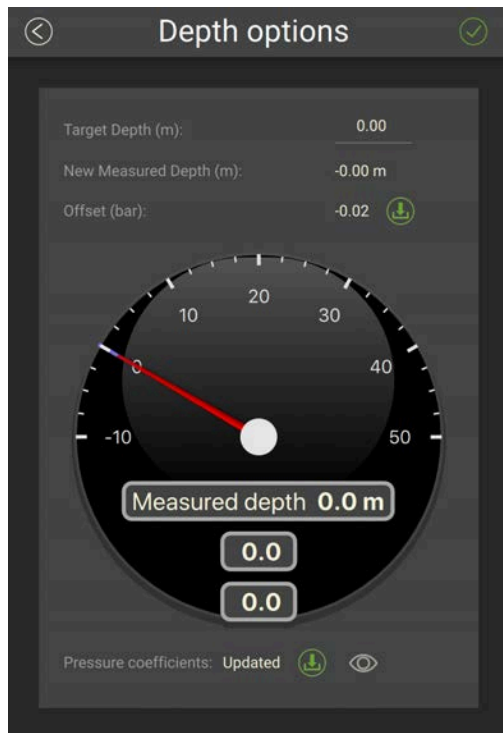 Depth options
Target Depth (m): 0.00
New Measured Depth (m): -0.00 m
Offset (bar): -0.02
20
10 30
0 40
-10 50
Measured depth 0.0 m
0.0
0.0
Pressure coefficients: Updated